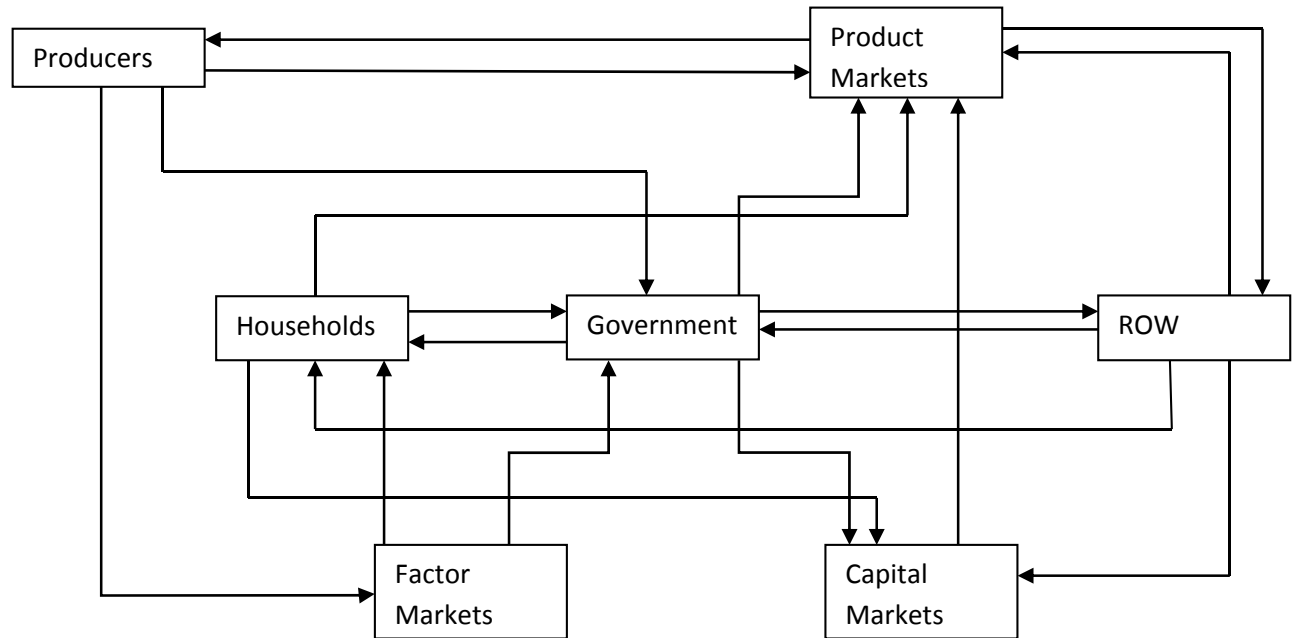 Producers
Product
Markets
Households
Government
ROW
Factor
Markets
Capital
Markets